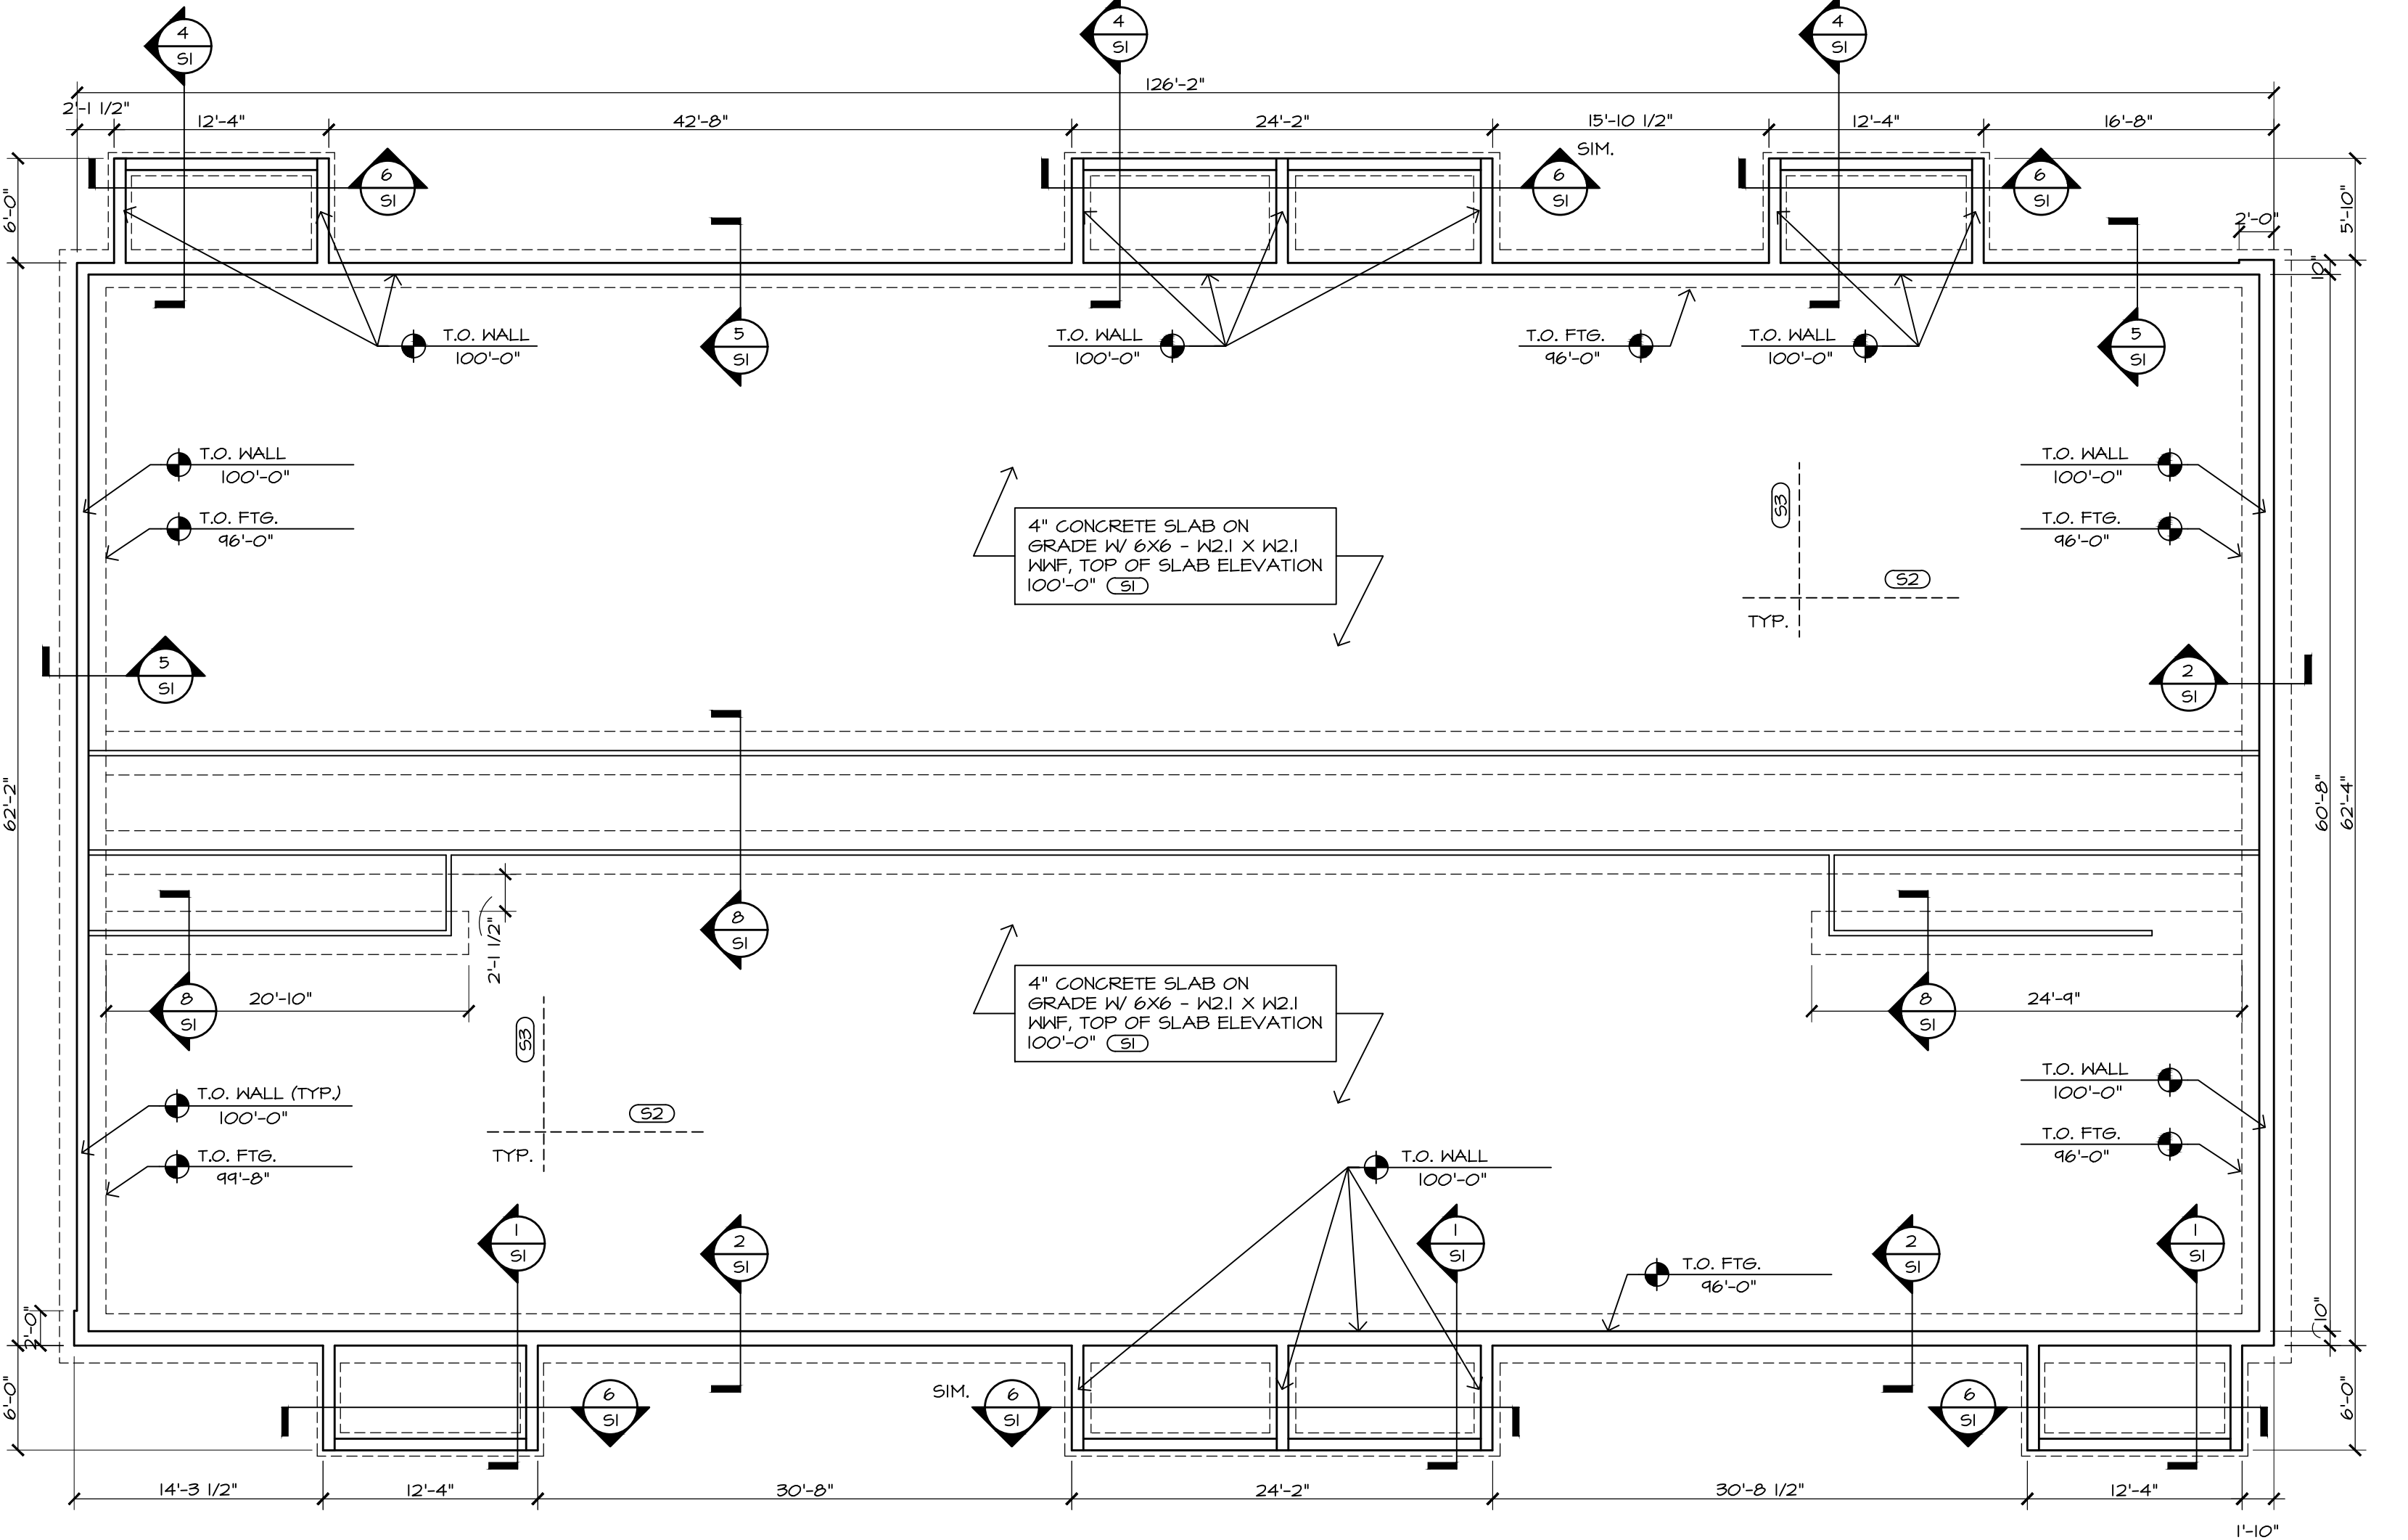 4
S1
4
S1
4
S1
126'-2"
2'-1 1/2"
12'-4"
42'-8"
24'-2"
15'-10 1/2"
12'-4"
16'-8"
SIM.
6
S1
6
S1
6
S1
6'-0"
5'-10"
2'-0"
10"
T.O. WALL
100'-0"
5
S1
T.O. WALL
100'-0"
T.O. FTG.
96'-0"
T.O. WALL
100'-0"
5
S1
T.O. WALL
100'-0"
T.O. FTG.
96'-0"
4" CONCRETE SLAB ON
GRADE W/ 6X6 - W2.1 X W2.1
WWF, TOP OF SLAB ELEVATION
100'-0" S1
S3
S2
TYP.
T.O. WALL
100'-0"
T.O. FTG.
96'-0"
5
S1
2
S1
62'-2"
60'-8"
62'-4"
8
S1
2'-1 1/2"
8
S1
20'-10"
8
S1
24'-9"
4" CONCRETE SLAB ON
GRADE W/ 6X6 - W2.1 X W2.1
WWF, TOP OF SLAB ELEVATION
100'-0" S1
S3
S2
TYP.
T.O. WALL (TYP.)
100'-0"
T.O. FTG.
99'-8"
T.O. WALL
100'-0"
T.O. FTG.
96'-0"
T.O. WALL
100'-0"
1
S1
2
S1
1
S1
T.O. FTG.
96'-0"
2
S1
1
S1
2'-0"
10"
6'-0"
6
S1
SIM.
6
S1
6
S1
6'-0"
14'-3 1/2"
12'-4"
30'-8"
24'-2"
30'-8 1/2"
12'-4"
1'-10"